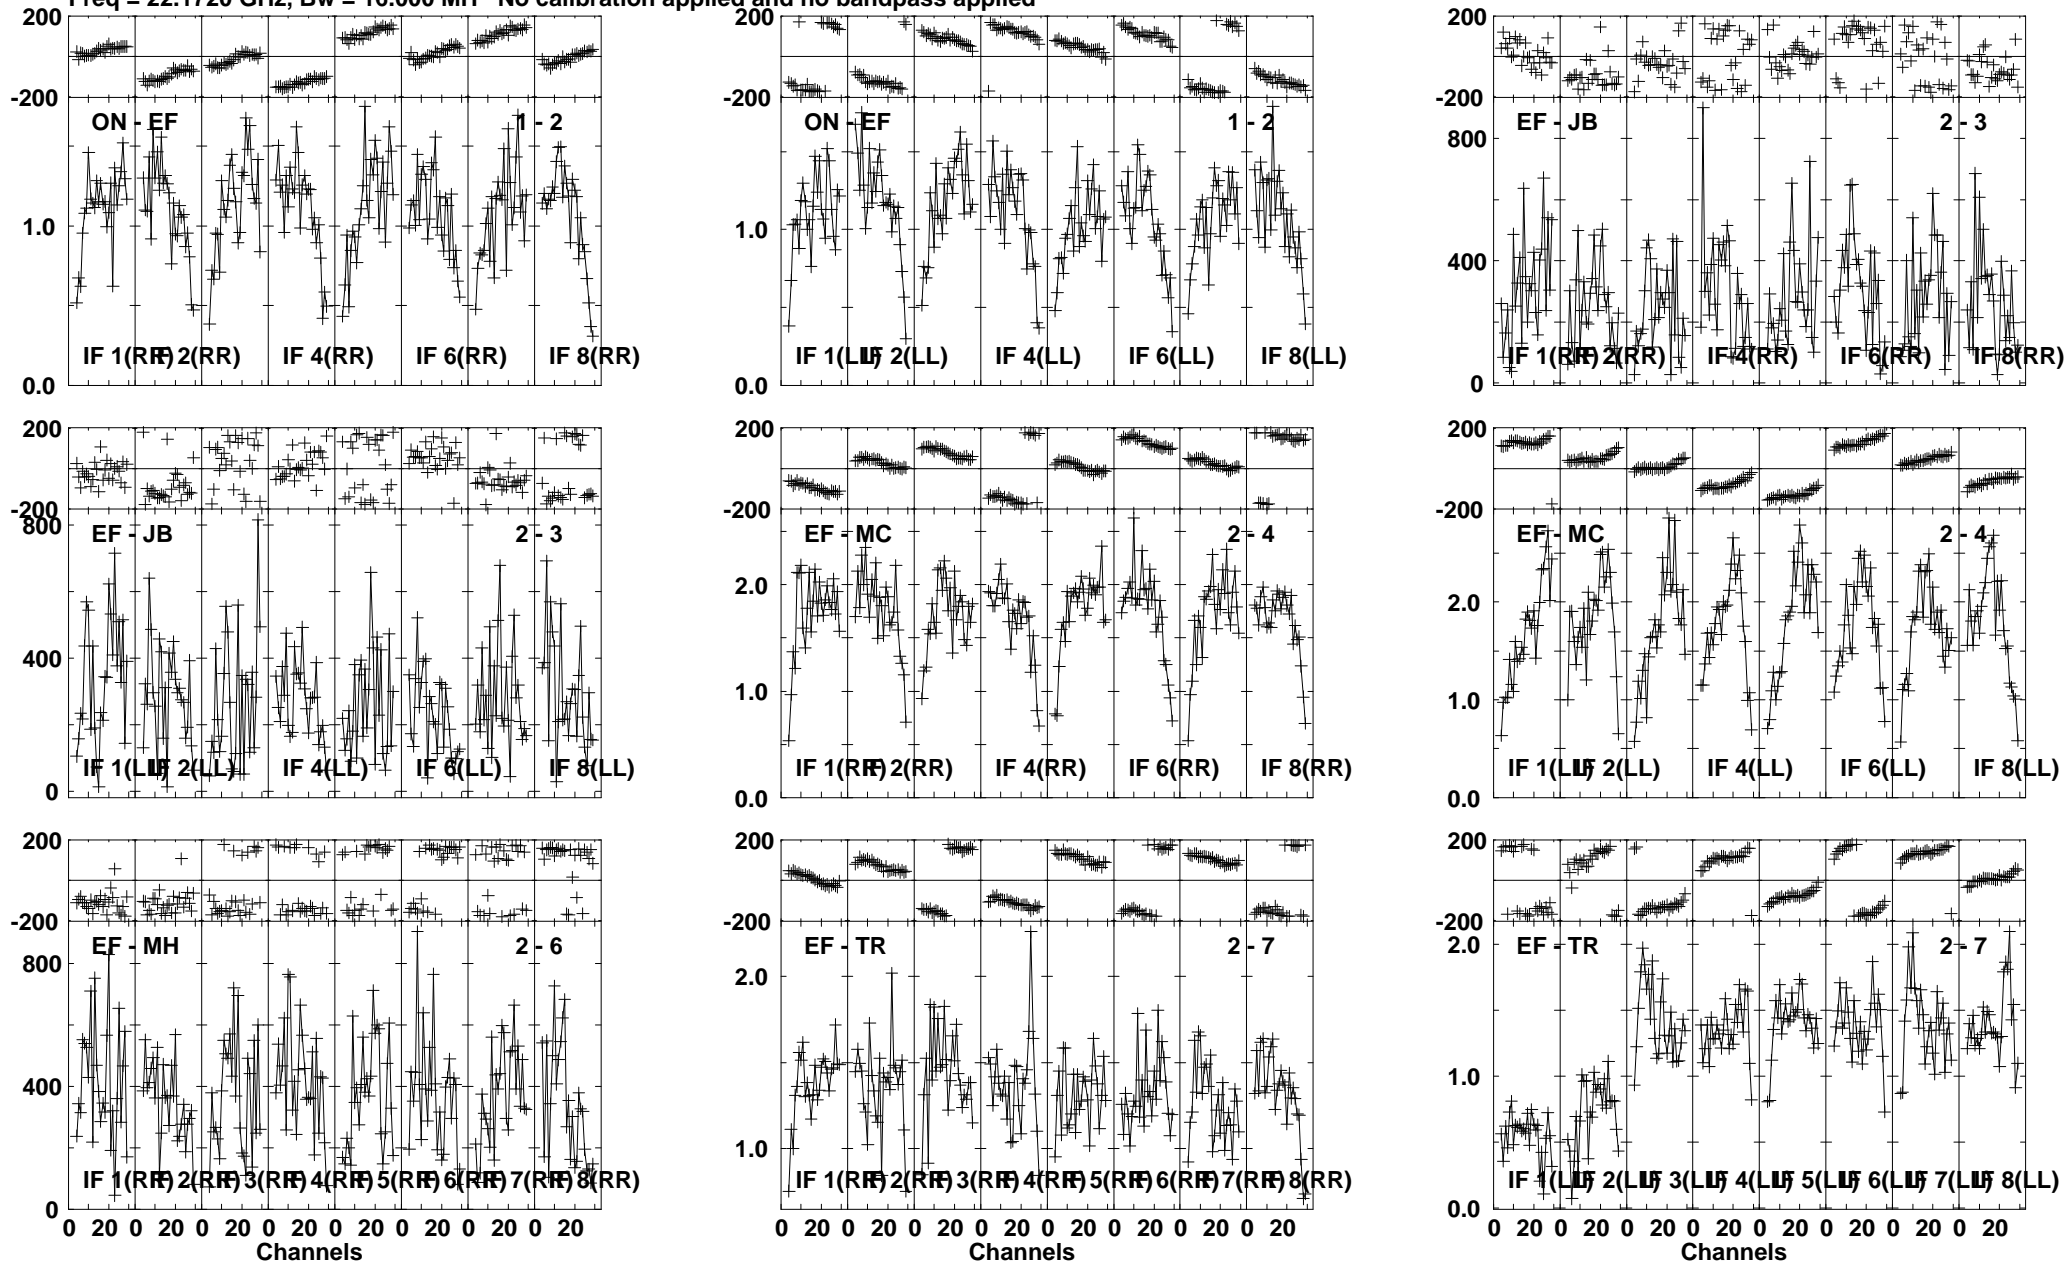 Freq = 22.1720 GHz, Bw = 16.000 MH No calibration applied and no bandpass applied
200
-200
ON - EF 1 - 2
1.0
0.0
IF 1(RR) IF 2(RR) IF 4(RR) IF 6(RR) IF 8(RR)
200
-200
ON - EF 1 - 2
1.0
0.0
IF 1(LL) IF 2(LL) IF 4(LL) IF 6(LL) IF 8(LL)
200
-200
EF - JB 2 - 3
800
400
0
IF 1(RR) IF 2(RR) IF 4(RR) IF 6(RR) IF 8(RR)
200
-200
800
EF - JB 2 - 3
400
0
IF 1(LL) IF 2(LL) IF 4(LL) IF 6(LL) IF 8(LL)
200
-200
EF - MC 2 - 4
2.0
1.0
0.0
IF 1(RR) IF 2(RR) IF 4(RR) IF 6(RR) IF 8(RR)
200
-200
EF - MC 2 - 4
2.0
1.0
0.0
IF 1(LL) IF 2(LL) IF 4(LL) IF 6(LL) IF 8(LL)
200
-200
EF - MH 2 - 6
800
400
0
IF 1(RR) IF 2(RR) IF 3(RR) IF 4(RR) IF 5(RR) IF 6(RR) IF 7(RR) IF 8(RR)
0 20 0 20 0 20 0 20 0 20 0 20 0 20 0 20
Channels
200
-200
EF - TR 2 - 7
2.0
1.0
IF 1(RR) IF 2(RR) IF 3(RR) IF 4(RR) IF 5(RR) IF 6(RR) IF 7(RR) IF 8(RR)
0 20 0 20 0 20 0 20 0 20 0 20 0 20 0 20
Channels
200
-200
EF - TR 2 - 7
2.0
1.0
0.0
IF 1(LL) IF 2(LL) IF 3(LL) IF 4(LL) IF 5(LL) IF 6(LL) IF 7(LL) IF 8(LL)
0 20 0 20 0 20 0 20 0 20 0 20 0 20 0 20
Channels